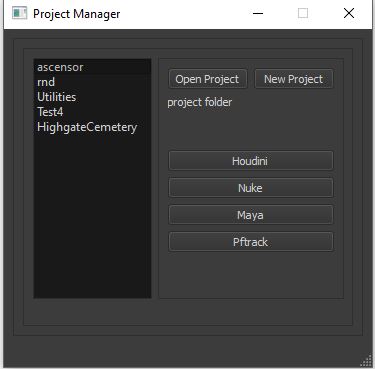 Project Manager
ascensor
rnd
Utilities
Test4
HighgateCemetery
Open Project
New Project
project folder
Houdini
Nuke
Maya
Pftrack